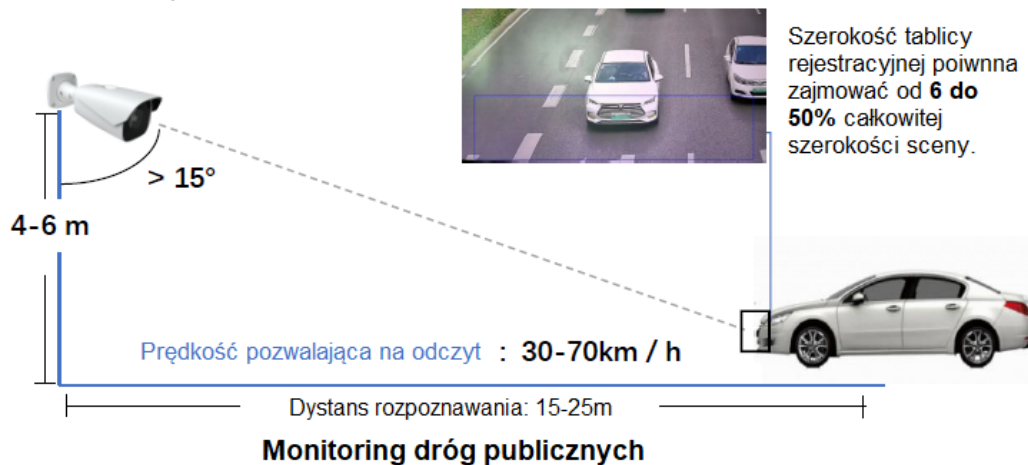 Szerokość tablicy
rejestracyjnej poiwnna
zajmować od 6 do
50% całkowitej
szerokości sceny.
> 15°
4-6 m
Prędkość pozwalająca na odczyt : 30-70km / h
Dystans rozpoznawania: 15-25m
Monitoring dróg publicznych